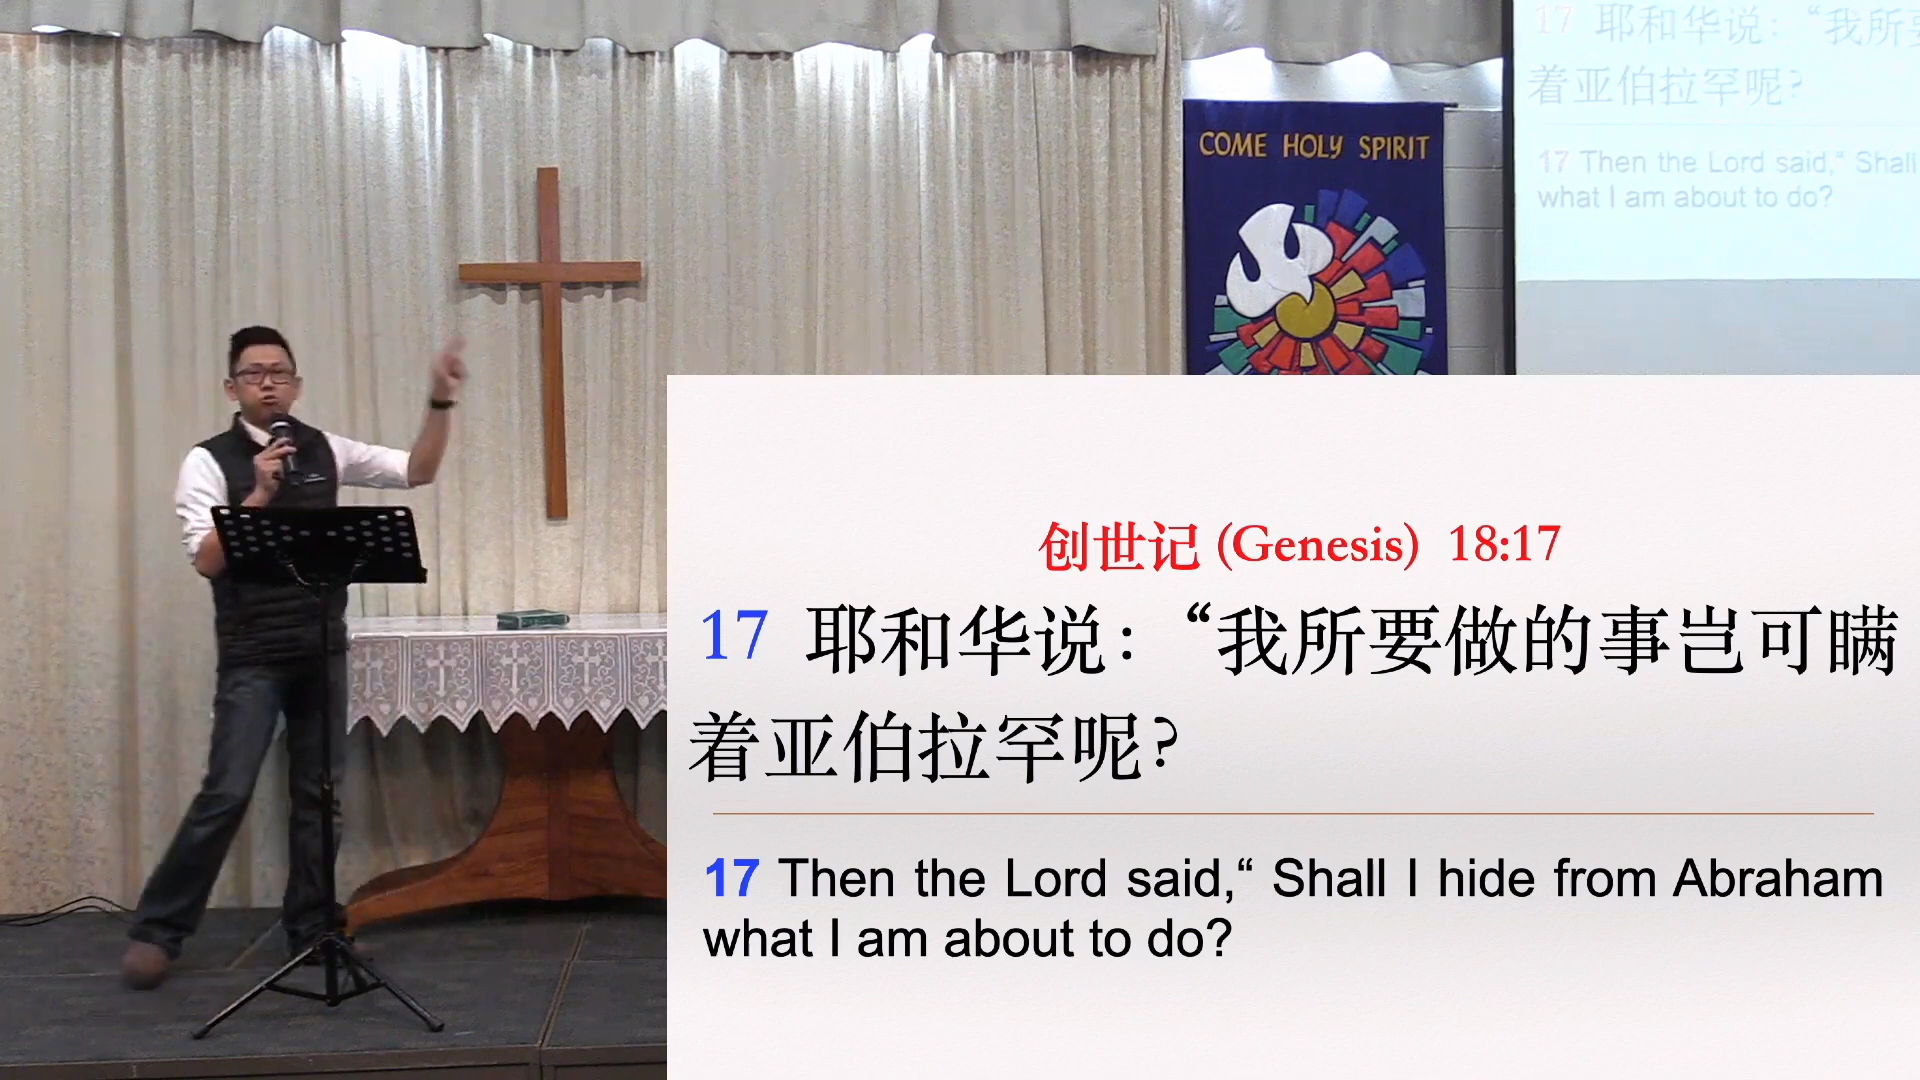 COME HOLY SPIRIT
17 耶和华说：“我所
着亚伯拉罕呢？
17 Then the Lord said,“ Shall
what I am about to do?
创世记 (Genesis) 18:17
17 耶和华说：“我所要做的事岂可瞒
着亚伯拉罕呢？
17 Then the Lord said,“ Shall I hide from Abraham
what I am about to do?